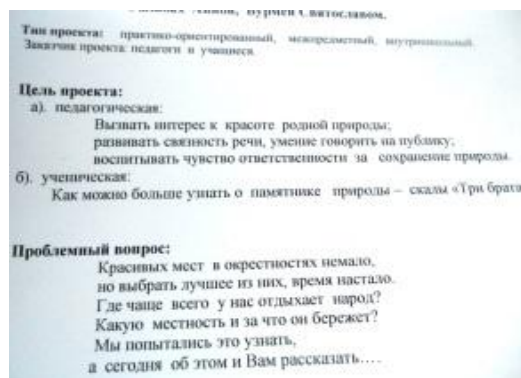 Святославом.
Тип проекта: практико-ориентированный, межпредметный, внутришкольный.
Заказчик проекта: педагоги и учащиеся.
Цель проекта:
а). педагогическая:
Вызвать интерес к красоте родной природы;
развивать связность речи, умение говорить на публику;
воспитывать чувство ответственности за сохранение природы.
б). ученическая:
Как можно больше узнать о памятнике природы – скалы «Три брата
Проблемный вопрос:
Красивых мест в окрестностях немало,
но выбрать лучшее из них, время настало.
Где чаще всего у нас отдыхает народ?
Какую местность и за что он бережет?
Мы попытались это узнать,
а сегодня об этом и Вам рассказать….